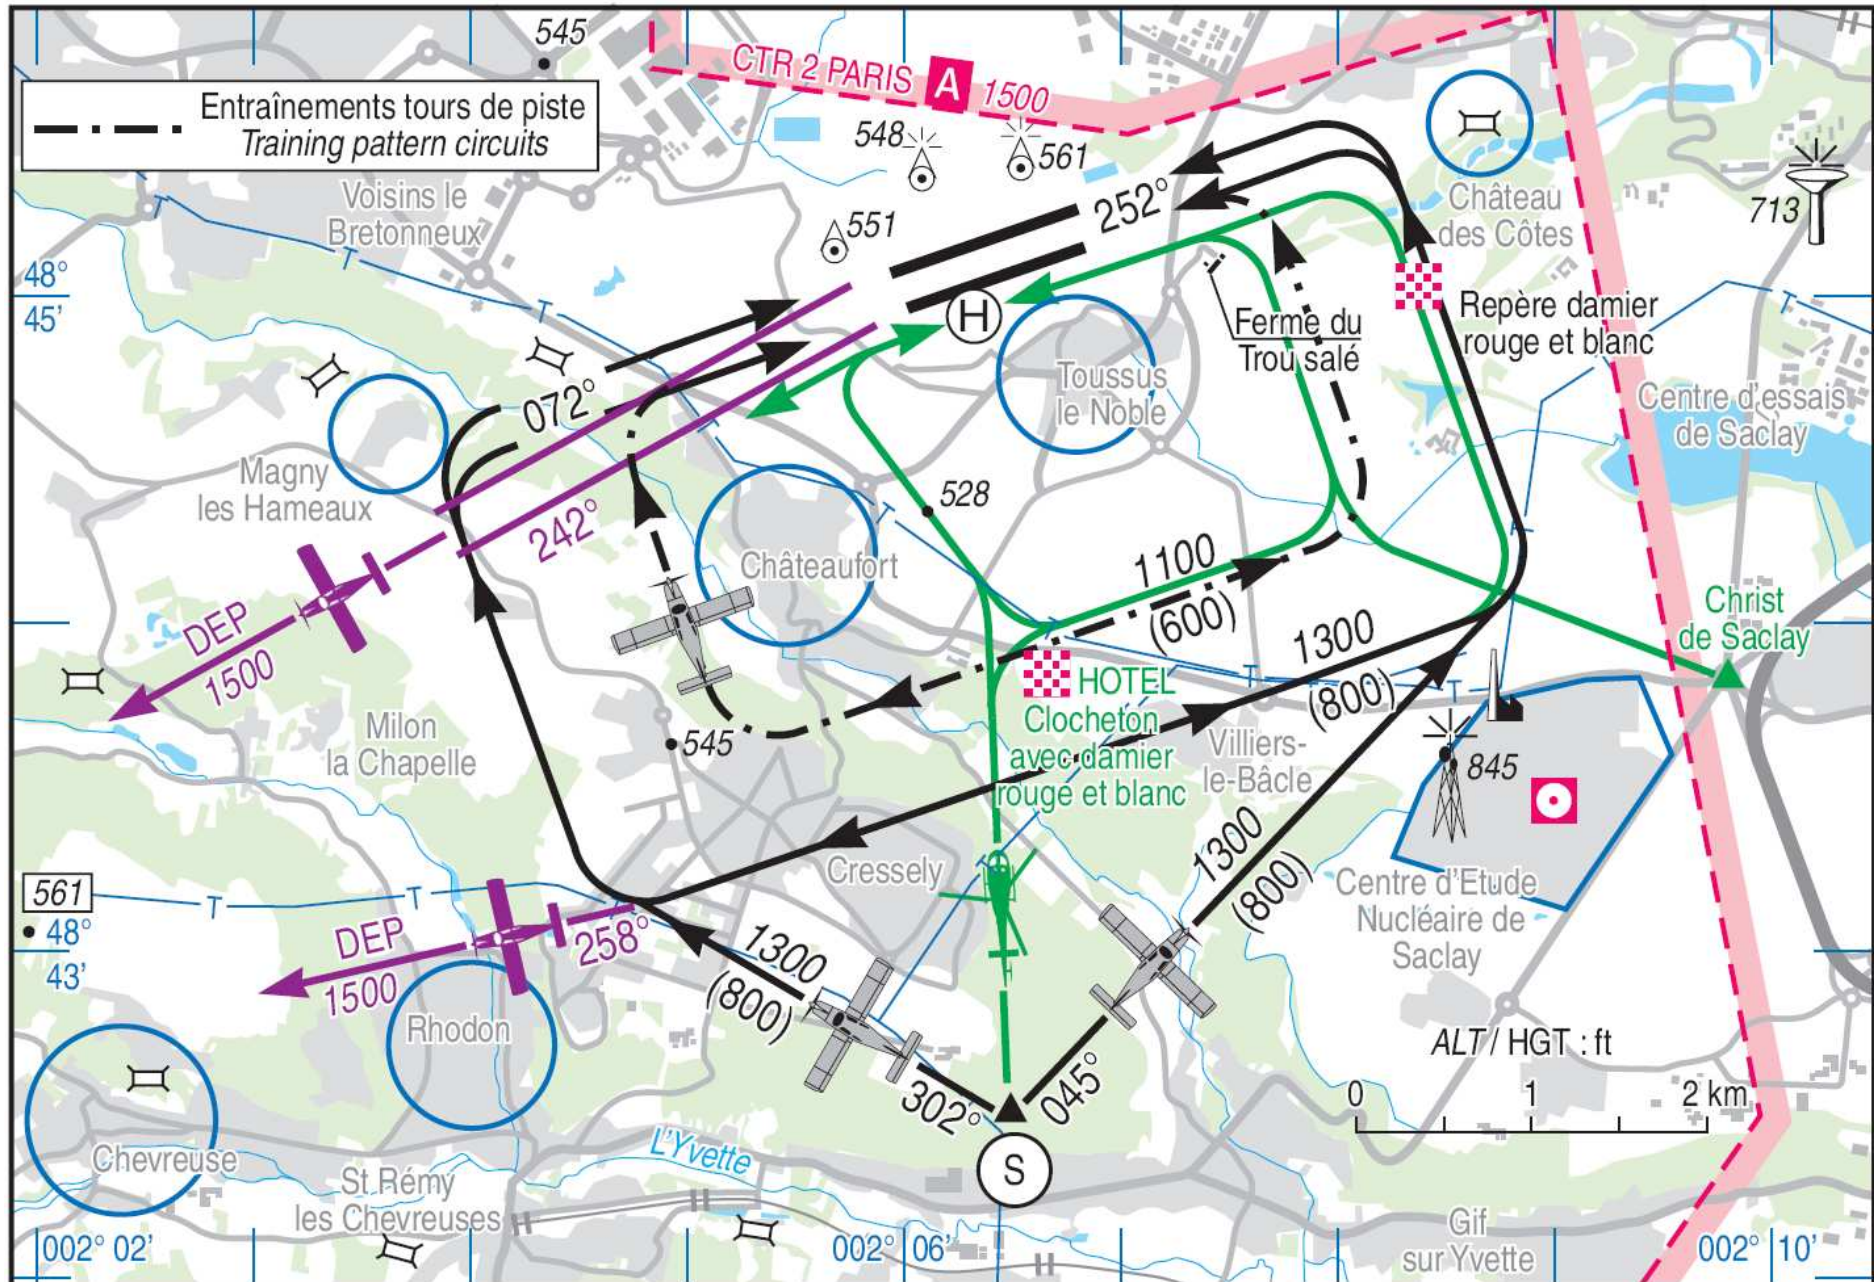 545
CTR 2 PARIS A 1500
Entraînements tours de piste
Training pattern circuits
548
561
Voisins le
Bretonneux
551
252°
Château
des Côtes
713
48°
45'
H
Ferme du
Trou salé
Repère damier
rouge et blanc
Toussus
le Noble
Centre d'essais
de Saclay
072°
Magny
les Hameaux
242°
528
Châteaufort
1100
(600)
DEP
1500
1300
(800)
Christ
de Saclay
HOTEL
Clocheton
avec damier
rouge et blanc
Milon
la Chapelle
545
Villiers-
le-Bâcle
845
Cressely
1300
(800)
Centre d'Etude
Nucléaire de
Saclay
561
48°
43'
DEP
1500
258°
1300
(800)
Rhodon
302°
045°
ALT / HGT : ft
0 1 2 km
S
L'Yvette
Chevreuse
St Rémy
les Chevreuses
Gif
sur Yvette
002° 02'
002° 06'
002° 10'
T
T
T
T
T
T
T
T
T
T
T
T